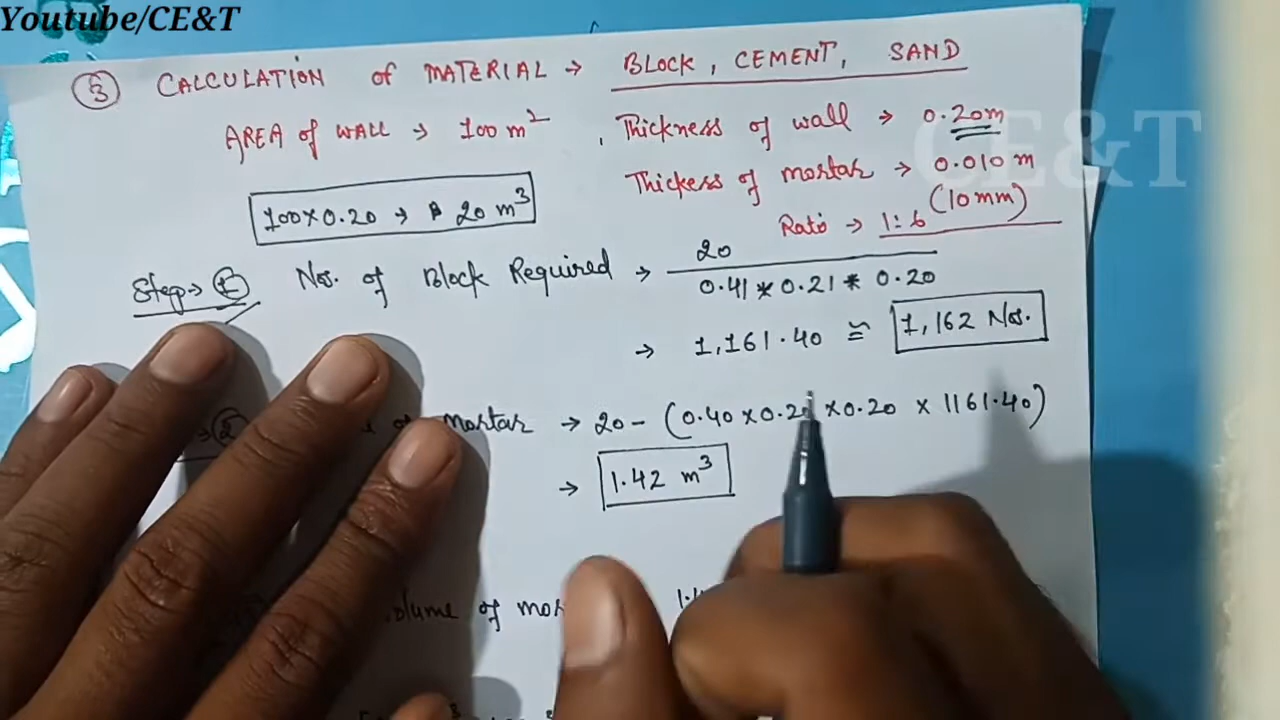 Youtube/CE&T
③ CALCULATION of MATERIAL → BLOCK, CEMENT, SAND
AREA of WALL → 100 m², Thickness of wall → 0.20m
CE&T
Thickess of mortar → 0.010 m
(10mm)
100×0.20 → 20 m³
Ratio → 1:6
Step → ① Nos. of Block Required → 20
0.41 * 0.21 * 0.20
→ 1,161.40 ≅ 1,162 Nos.
② mortar → 20 - (0.40×0.20×0.20 × 1161.40)
→ 1.42 m³
of